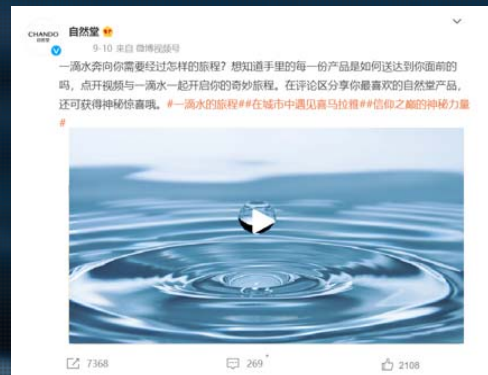 CHANDO
自然堂
自然堂
9-10 来自 微博视频号
一滴水奔向你需要经过怎样的旅程？想知道手里的每一份产品是如何送达到你面前的
吗，点开视频与一滴水一起开启你的奇妙旅程。在评论区分享你最喜欢的自然堂产品，
还可获得神秘惊喜哦。#一滴水的旅程##在城市中遇见喜马拉雅##信仰之巅的神秘力量
#
7368
269
2108